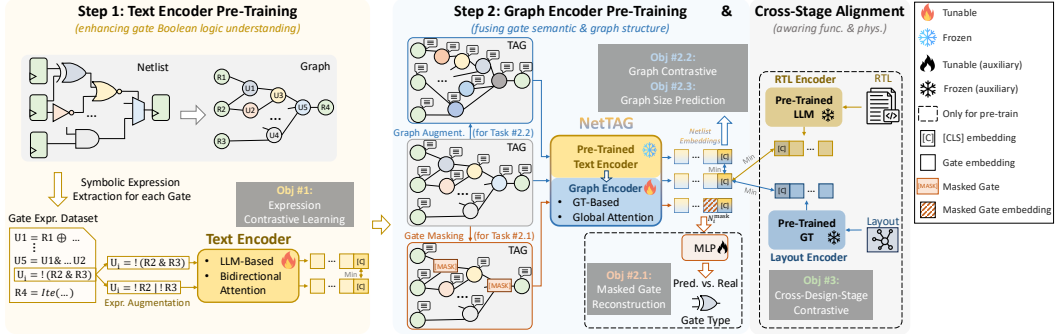 Step 1: Text Encoder Pre-Training
(enhancing gate Boolean logic understanding)
Netlist
Graph
R1
R2
R3
U1
U2
U3
U4
U5
R4
Symbolic Expression
Extraction for each Gate
Obj #1:
Expression
Contrastive Learning
Gate Expr. Dataset
U1 = R1 ⊕ …
⋮
U5 = U1& … U2
Ui = ! (R2 & R3)
R4 = Ite(…)
Ui = ! (R2 & R3)
Ui = ! R2 | ! R3
Expr. Augmentation
Text Encoder
• LLM-Based
• Bidirectional
Attention
[C]
Min
[C]
Step 2: Graph Encoder Pre-Training
(fusing gate semantic & graph structure)
&
Cross-Stage Alignment
(awaring func. & phys.)
TAG
Graph Augment. (for Task #2.2)
TAG
Gate Masking (for Task #2.1)
TAG
[MASK]
[MASK]
Obj #2.2:
Graph Contrastive
Obj #2.3:
Graph Size Prediction
NetTAG
Pre-Trained
Text Encoder
Graph Encoder
• GT-Based
• Global Attention
Netlist
Embeddings
[C]
Min
[C]
[C]
N_i^mask
MLP
Obj #2.1:
Masked Gate
Reconstruction
Pred. vs. Real
Gate Type
Min
Min
RTL Encoder
RTL
Pre-Trained
LLM
[C]
[C]
Pre-Trained
GT
Layout
Layout Encoder
Obj #3:
Cross-Design-Stage
Contrastive
Tunable
Frozen
Tunable (auxiliary)
Frozen (auxiliary)
Only for pre-train
[C] [CLS] embedding
Gate embedding
[MASK] Masked Gate
Masked Gate embedding